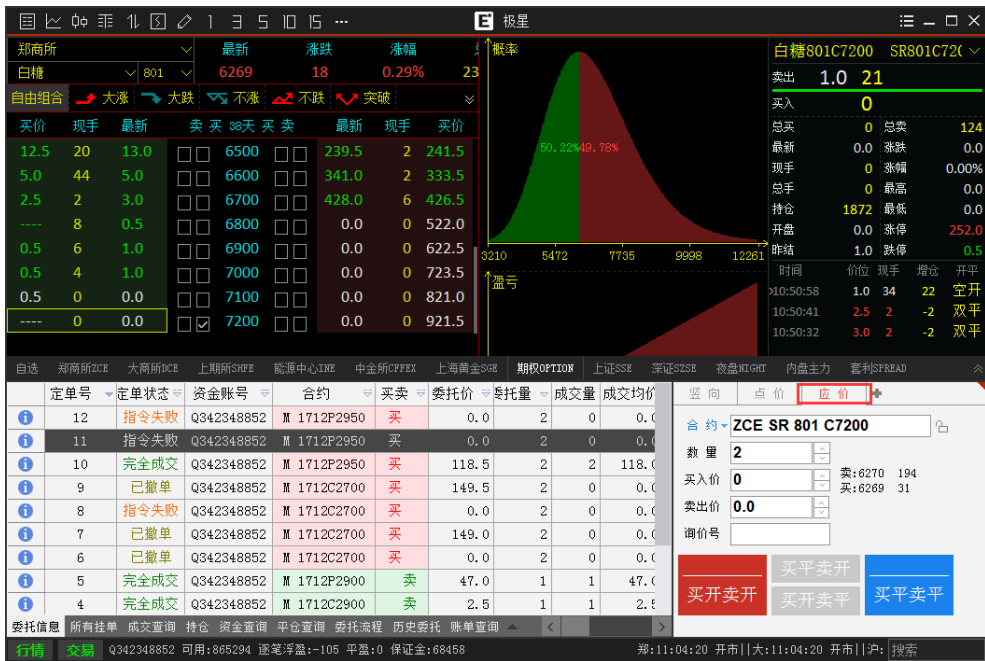 极星
郑商所 最新 涨跌 涨幅
白糖 801 6269 18 0.29% 23
自由组合 大涨 大跌 不涨 不跌 突破
买价 现手 最新 卖 买 38天 买 卖 最新 现手 买价
12.5 20 13.0 6500 239.5 2 241.5
5.0 44 5.0 6600 341.0 2 333.5
2.5 2 3.0 6700 428.0 6 426.5
---- 8 0.5 6800 0.0 0 522.0
0.5 6 1.0 6900 0.0 0 622.5
0.5 4 1.0 7000 0.0 0 723.5
0.5 0 0.0 7100 0.0 0 821.0
---- 0 0.0 7200 0.0 0 921.5
概率
50.22% 49.78%
3210 5472 7735 9998 12261
盈亏
白糖801C7200 SR801C72(
卖出 1.0 21
买入 0
总买 0 总卖 124
最新 0.0 涨跌 0.0
现手 0 涨幅 0.00%
总手 0 最高 0.0
持仓 1872 最低 0.0
开盘 0.0 涨停 252.0
昨结 1.0 跌停 0.5
时间 价位 现手 增仓 开平
10:50:58 1.0 34 22 空开
10:50:41 2.5 2 -2 双平
10:50:32 3.0 2 -2 双平
自选 郑商所ZCE 大商所DCE 上期所SHFE 能源中心INE 中金所CFFEX 上海黄金SGE 期权OPTION 上证SSE 深证SZSE 夜盘NIGHT 内盘主力 套利SPREAD
定单号 定单状态 资金账号 合约 买卖 委托价 委托量 成交量 成交均价
12 指令失败 Q342348852 M 1712P2950 买 0.0 2 0 0.
11 指令失败 Q342348852 M 1712P2950 买 0.0 2 0 0.
10 完全成交 Q342348852 M 1712P2950 买 118.5 2 2 118.
9 已撤单 Q342348852 M 1712C2700 买 149.5 2 0 0.
8 指令失败 Q342348852 M 1712C2700 买 0.0 2 0 0.
7 已撤单 Q342348852 M 1712C2700 买 149.0 2 0 0.
6 已撤单 Q342348852 M 1712C2700 买 0.0 2 0 0.
5 完全成交 Q342348852 M 1712P2900 卖 47.0 1 1 47.
4 完全成交 Q342348852 M 1712C2900 卖 2.5 1 1 2.
委托信息 所有挂单 成交查询 持仓 资金查询 平仓查询 委托流程 历史委托 账单查询
竖向 点价 应价
合约 ZCE SR 801 C7200
数量 2
买入价 0 卖:6270 194
买:6269 31
卖出价 0.0
询价号
买开卖开 买平卖开 买开卖平 买平卖平
行情 交易 Q342348852 可用:865294 逐笔浮盈:-105 平盈:0 保证金:68458 郑:11:04:20 开市||大:11:04:20 开市||沪: 搜索